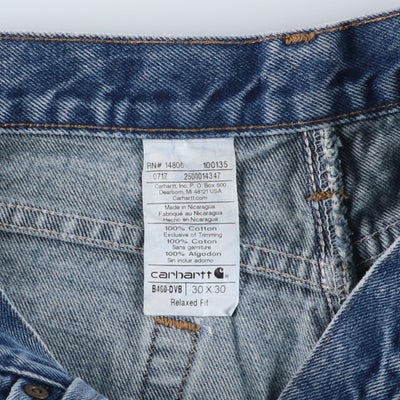 RN# 14806 100135
0717 2500014347
Carhartt, Inc. P. O. Box 600
Dearborn, MI 48121 USA
Carhartt.com
Made in Nicaragua
Fabriqué au Nicaragua
Hecho en Nicaragua
100% Cotton
Exclusive of Trimming
100% Coton
Sans garniture
100% Algodon
Sin incluir adorno
carhartt
B460-DVB 30 X 30
Relaxed Fit